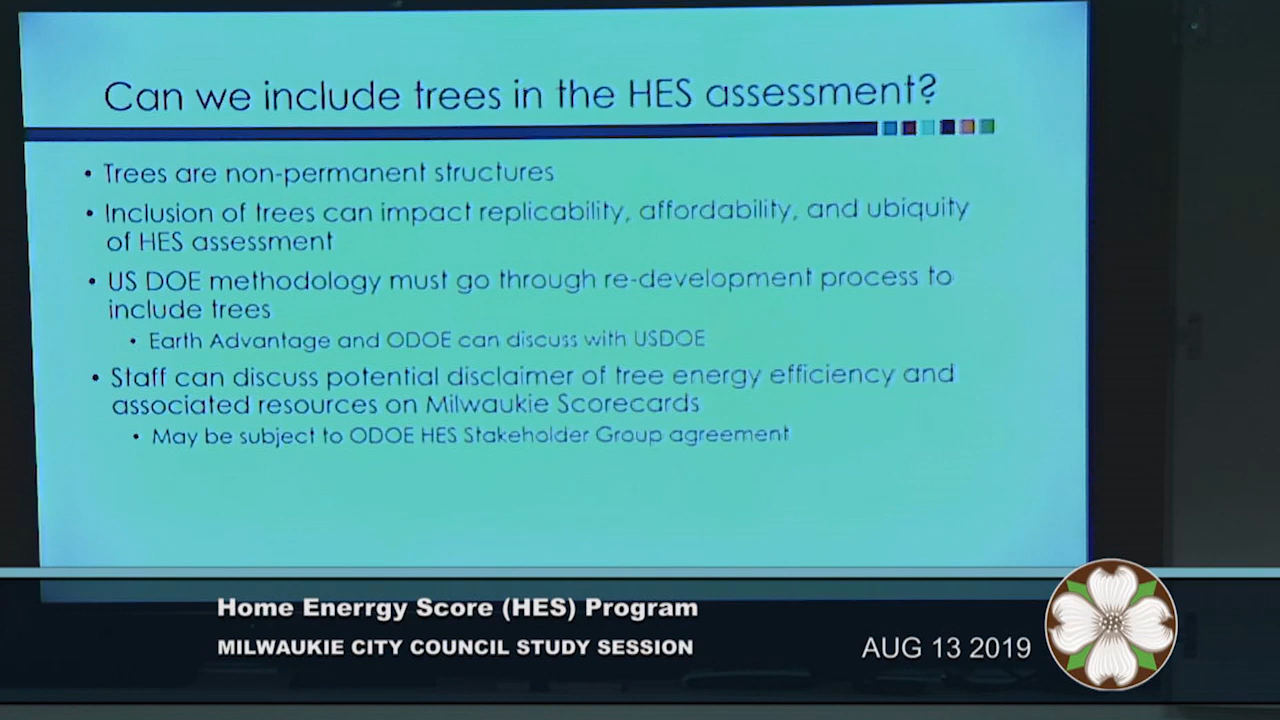 Can we include trees in the HES assessment?
• Trees are non-permanent structures
• Inclusion of trees can impact replicability, affordability, and ubiquity
of HES assessment
• US DOE methodology must go through re-development process to
include trees
• Earth Advantage and ODOE can discuss with USDOE
• Staff can discuss potential disclaimer of tree energy efficiency and
associated resources on Milwaukie Scorecards
• May be subject to ODOE HES Stakeholder Group agreement
Home Enerrgy Score (HES) Program
MILWAUKIE CITY COUNCIL STUDY SESSION
AUG 13 2019